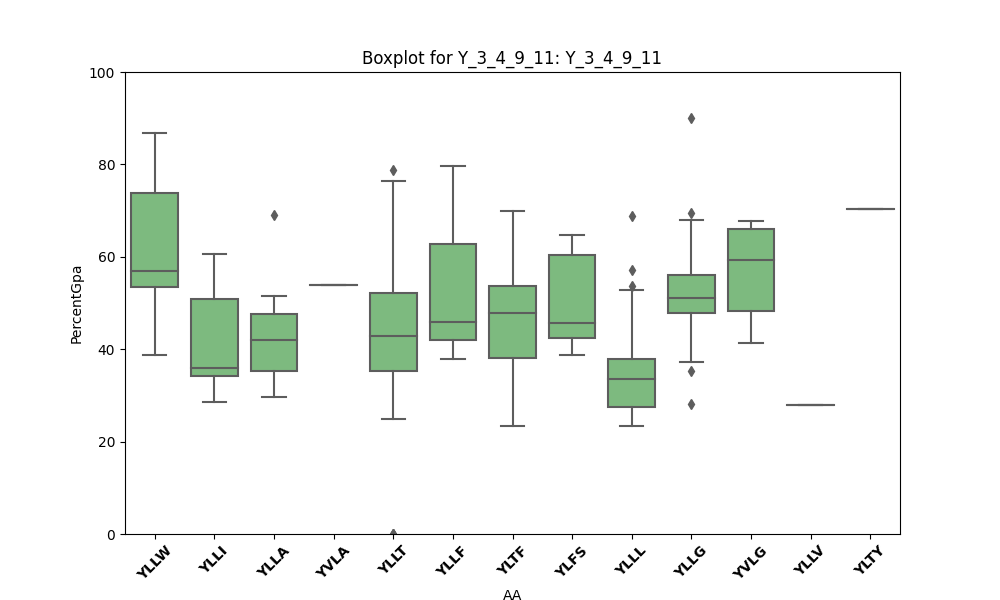 Boxplot for Y_3_4_9_11: Y_3_4_9_11
100
80
60
40
20
0
PercentGpa
YLLW YLLI YLLA YVLA YLLT YLLF YLTF YLFS YLLL YLLG YVLG YLLV YLTY
AA